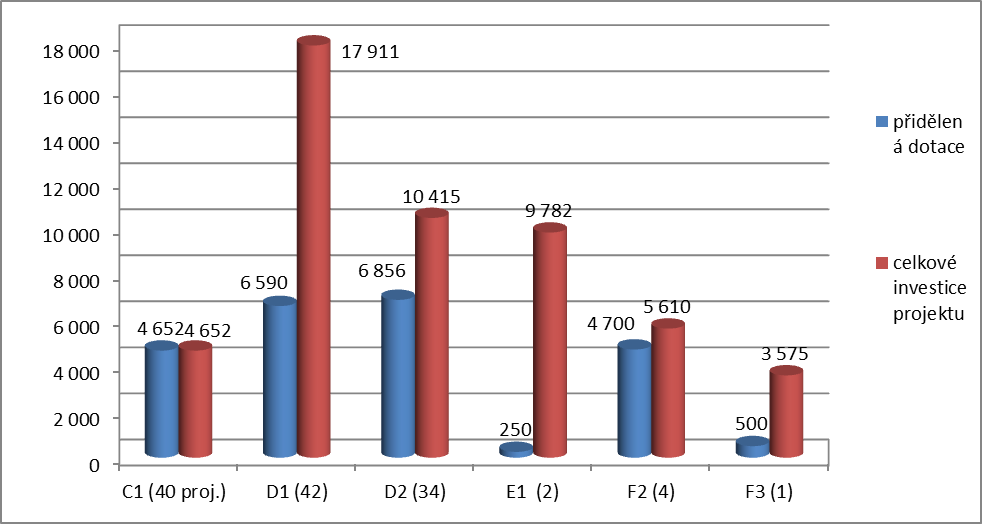 18 000
16 000
14 000
12 000
10 000
8 000
6 000
4 000
2 000
0
4 652
4 652
6 590
17 911
6 856
10 415
250
9 782
4 700
5 610
500
3 575
C1 (40 proj.)
D1 (42)
D2 (34)
E1  (2)
F2 (4)
F3 (1)
přidělen
á dotace
celkové
investice
projektu